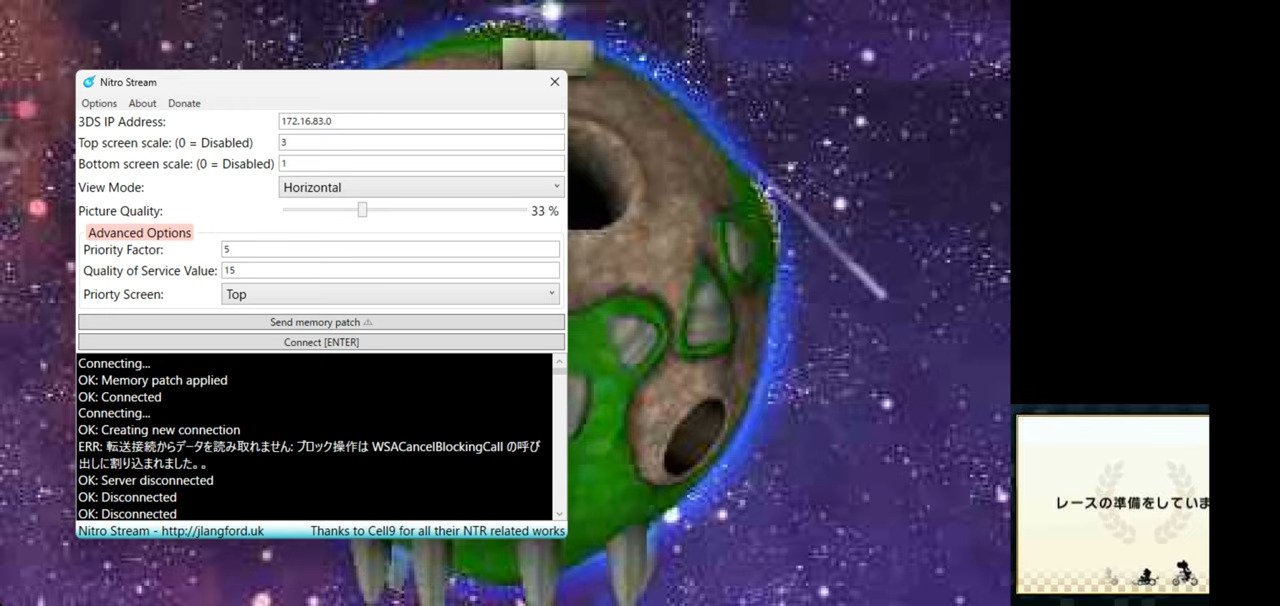 Nitro Stream
Options About Donate
3DS IP Address: 172.16.83.0
Top screen scale: (0 = Disabled) 3
Bottom screen scale: (0 = Disabled) 1
View Mode: Horizontal
Picture Quality: 33 %
Advanced Options
Priority Factor: 5
Quality of Service Value: 15
Priorty Screen: Top
Send memory patch ⚠
Connect [ENTER]
Connecting...
OK: Memory patch applied
OK: Connected
Connecting...
OK: Creating new connection
ERR: 転送接続からデータを読み取れません: ブロック操作は WSACancelBlockingCall の呼び
出しに割り込まれました。。
OK: Server disconnected
OK: Disconnected
OK: Disconnected
Nitro Stream - http://jlangford.uk Thanks to Cell9 for all their NTR related works
レースの準備をしていま